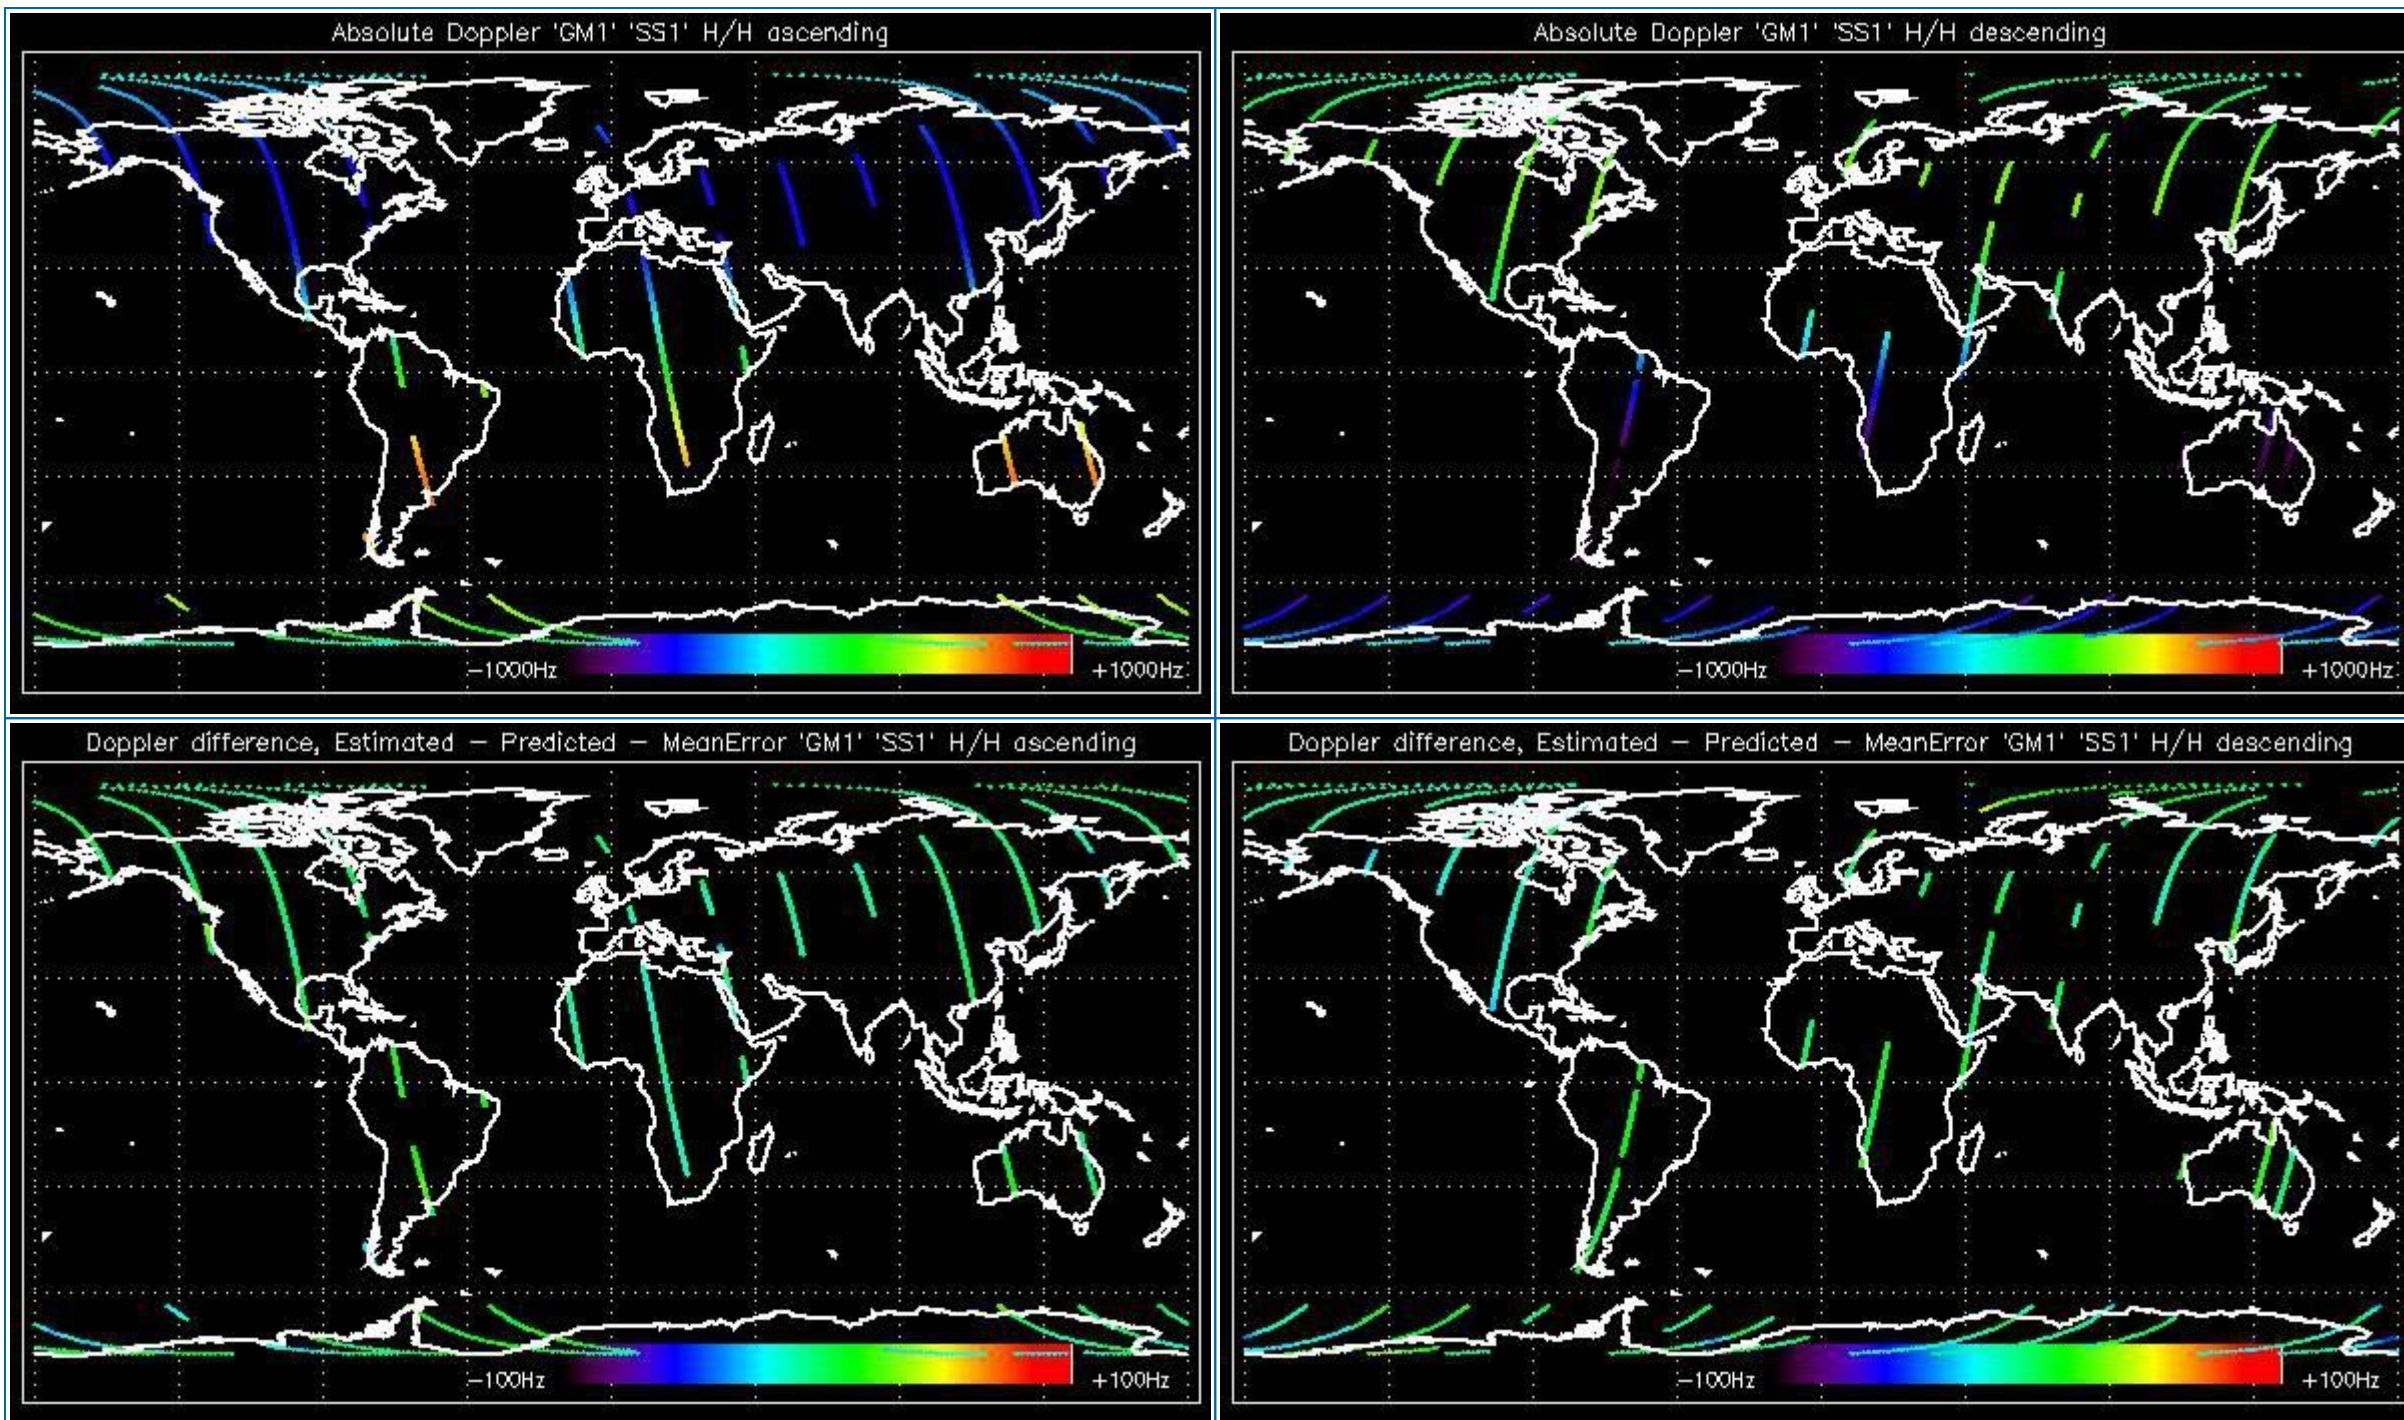 Absolute Doppler 'GM1' 'SS1' H/H ascending
−1000Hz
+1000Hz
Absolute Doppler 'GM1' 'SS1' H/H descending
−1000Hz
+1000Hz
Doppler difference, Estimated − Predicted − MeanError 'GM1' 'SS1' H/H ascending
−100Hz
+100Hz
Doppler difference, Estimated − Predicted − MeanError 'GM1' 'SS1' H/H descending
−100Hz
+100Hz